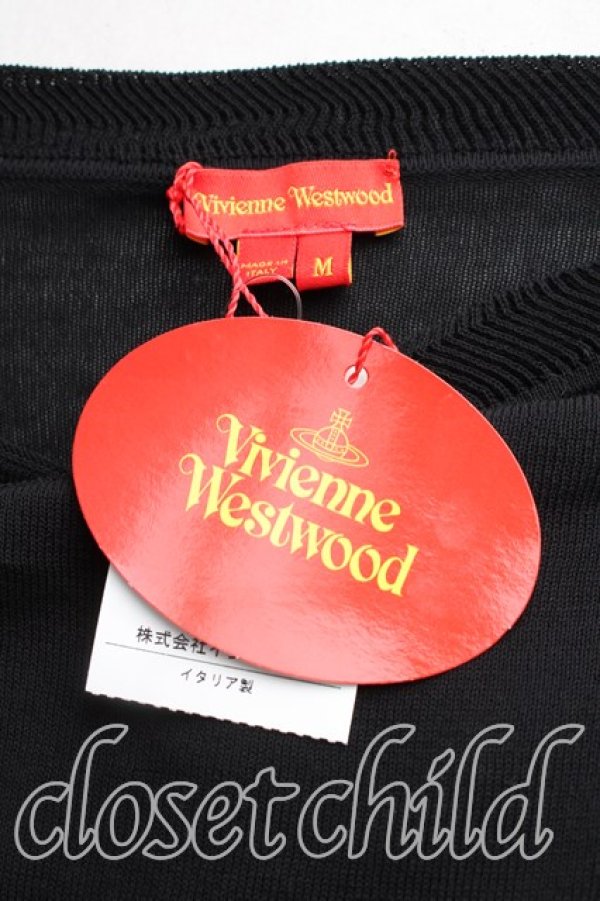 Vivienne Westwood
MADE IN
ITALY
M
Vivienne
Westwood
株式会社
イタリア製
closet child